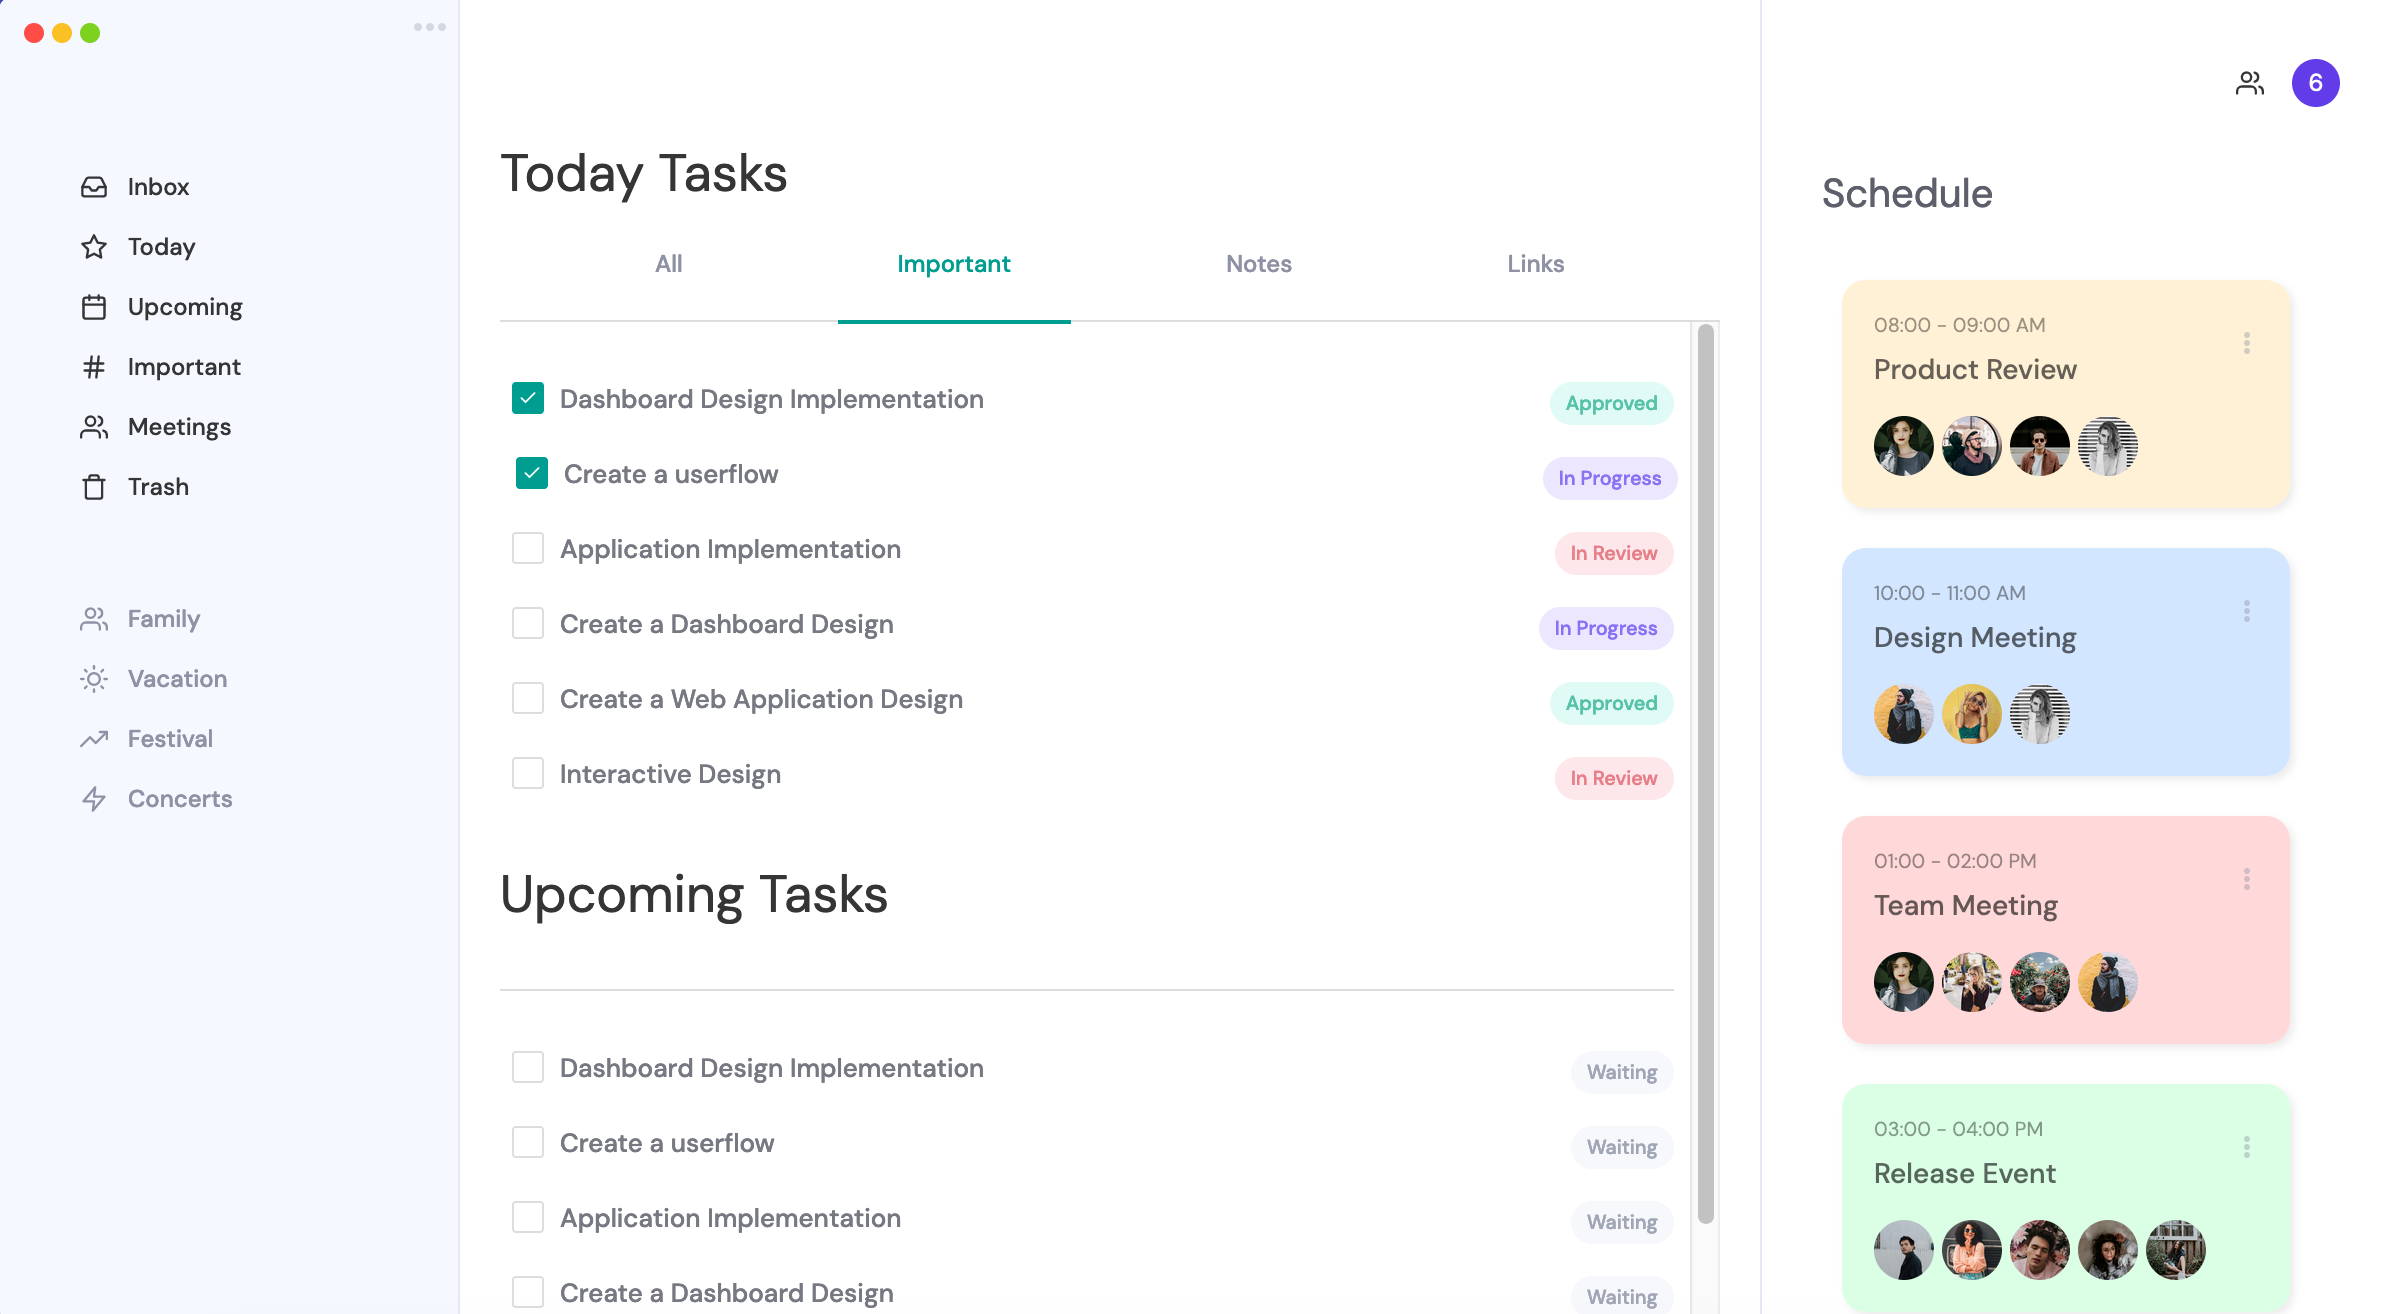 Inbox
Today
Upcoming
Important
Meetings
Trash
Family
Vacation
Festival
Concerts
Today Tasks
All
Important
Notes
Links
Dashboard Design Implementation
Approved
Create a userflow
In Progress
Application Implementation
In Review
Create a Dashboard Design
In Progress
Create a Web Application Design
Approved
Interactive Design
In Review
Upcoming Tasks
Dashboard Design Implementation
Waiting
Create a userflow
Waiting
Application Implementation
Waiting
Create a Dashboard Design
Waiting
6
Schedule
08:00 - 09:00 AM
Product Review
10:00 - 11:00 AM
Design Meeting
01:00 - 02:00 PM
Team Meeting
03:00 - 04:00 PM
Release Event